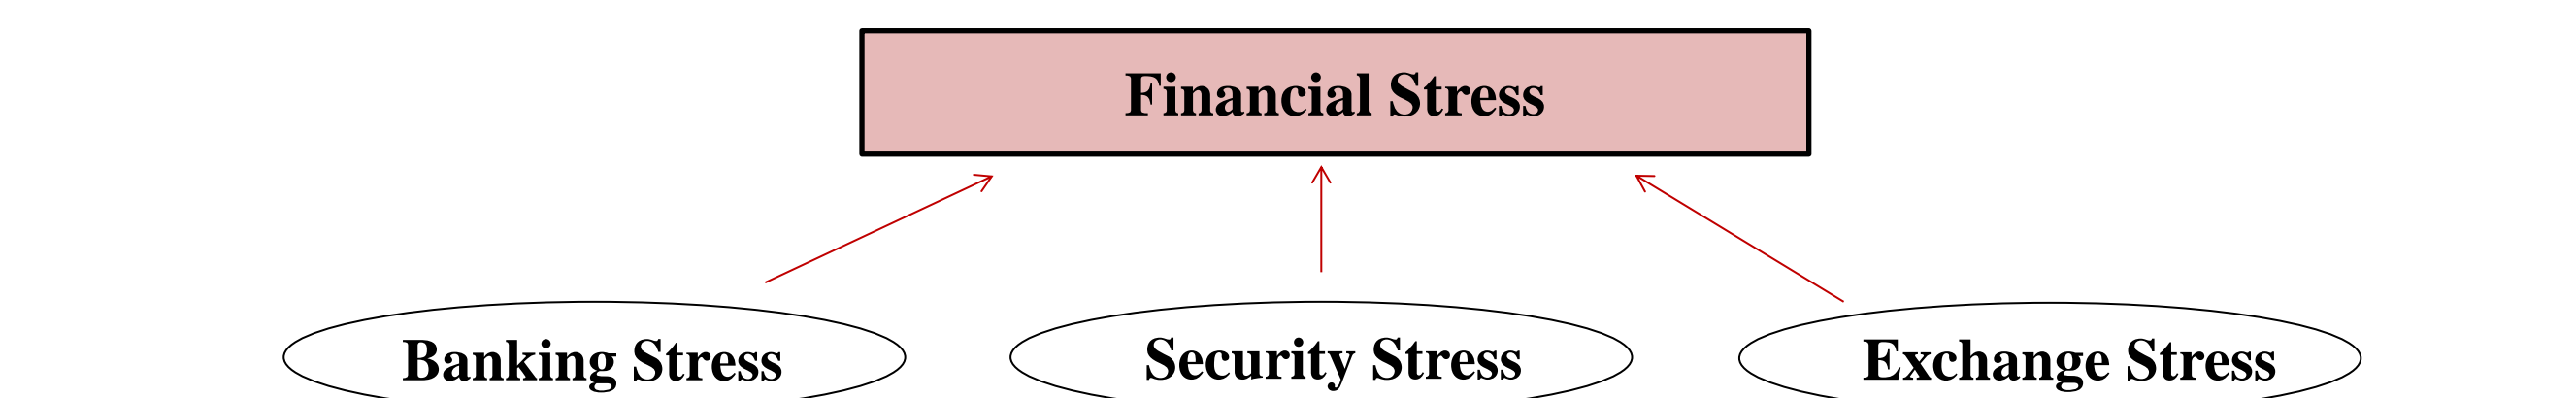 Financial Stress
Banking Stress
Security Stress
Exchange Stress